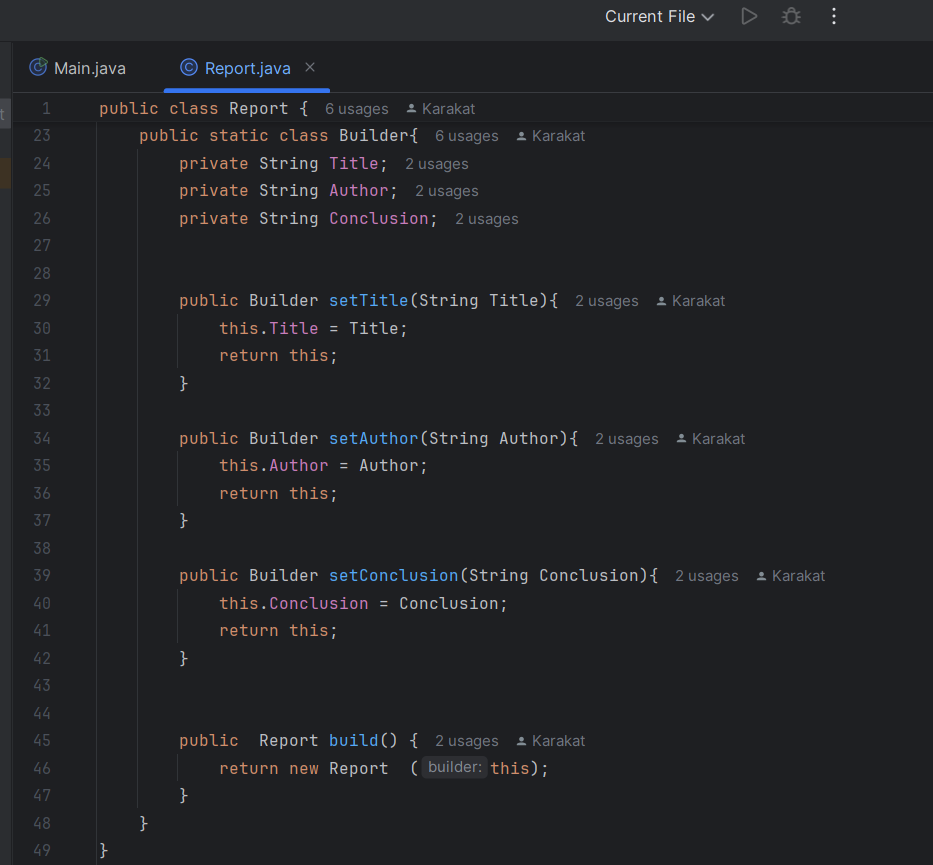 Current File
Main.java Report.java
t
1 public class Report { 6 usages Karakat
23 public static class Builder{ 6 usages Karakat
24 private String Title; 2 usages
25 private String Author; 2 usages
26 private String Conclusion; 2 usages
27
28
29 public Builder setTitle(String Title){ 2 usages Karakat
30 this.Title = Title;
31 return this;
32 }
33
34 public Builder setAuthor(String Author){ 2 usages Karakat
35 this.Author = Author;
36 return this;
37 }
38
39 public Builder setConclusion(String Conclusion){ 2 usages Karakat
40 this.Conclusion = Conclusion;
41 return this;
42 }
43
44
45 public  Report build() { 2 usages Karakat
46 return new Report  ( builder: this);
47 }
48 }
49 }